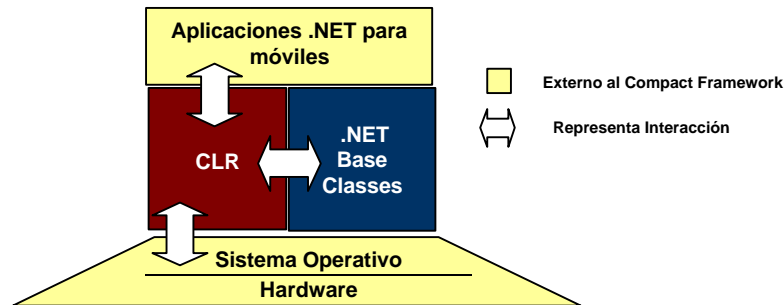 Aplicaciones .NET para
móviles
Externo al Compact Framework
Representa Interacción
CLR
.NET
Base
Classes
Sistema Operativo
Hardware